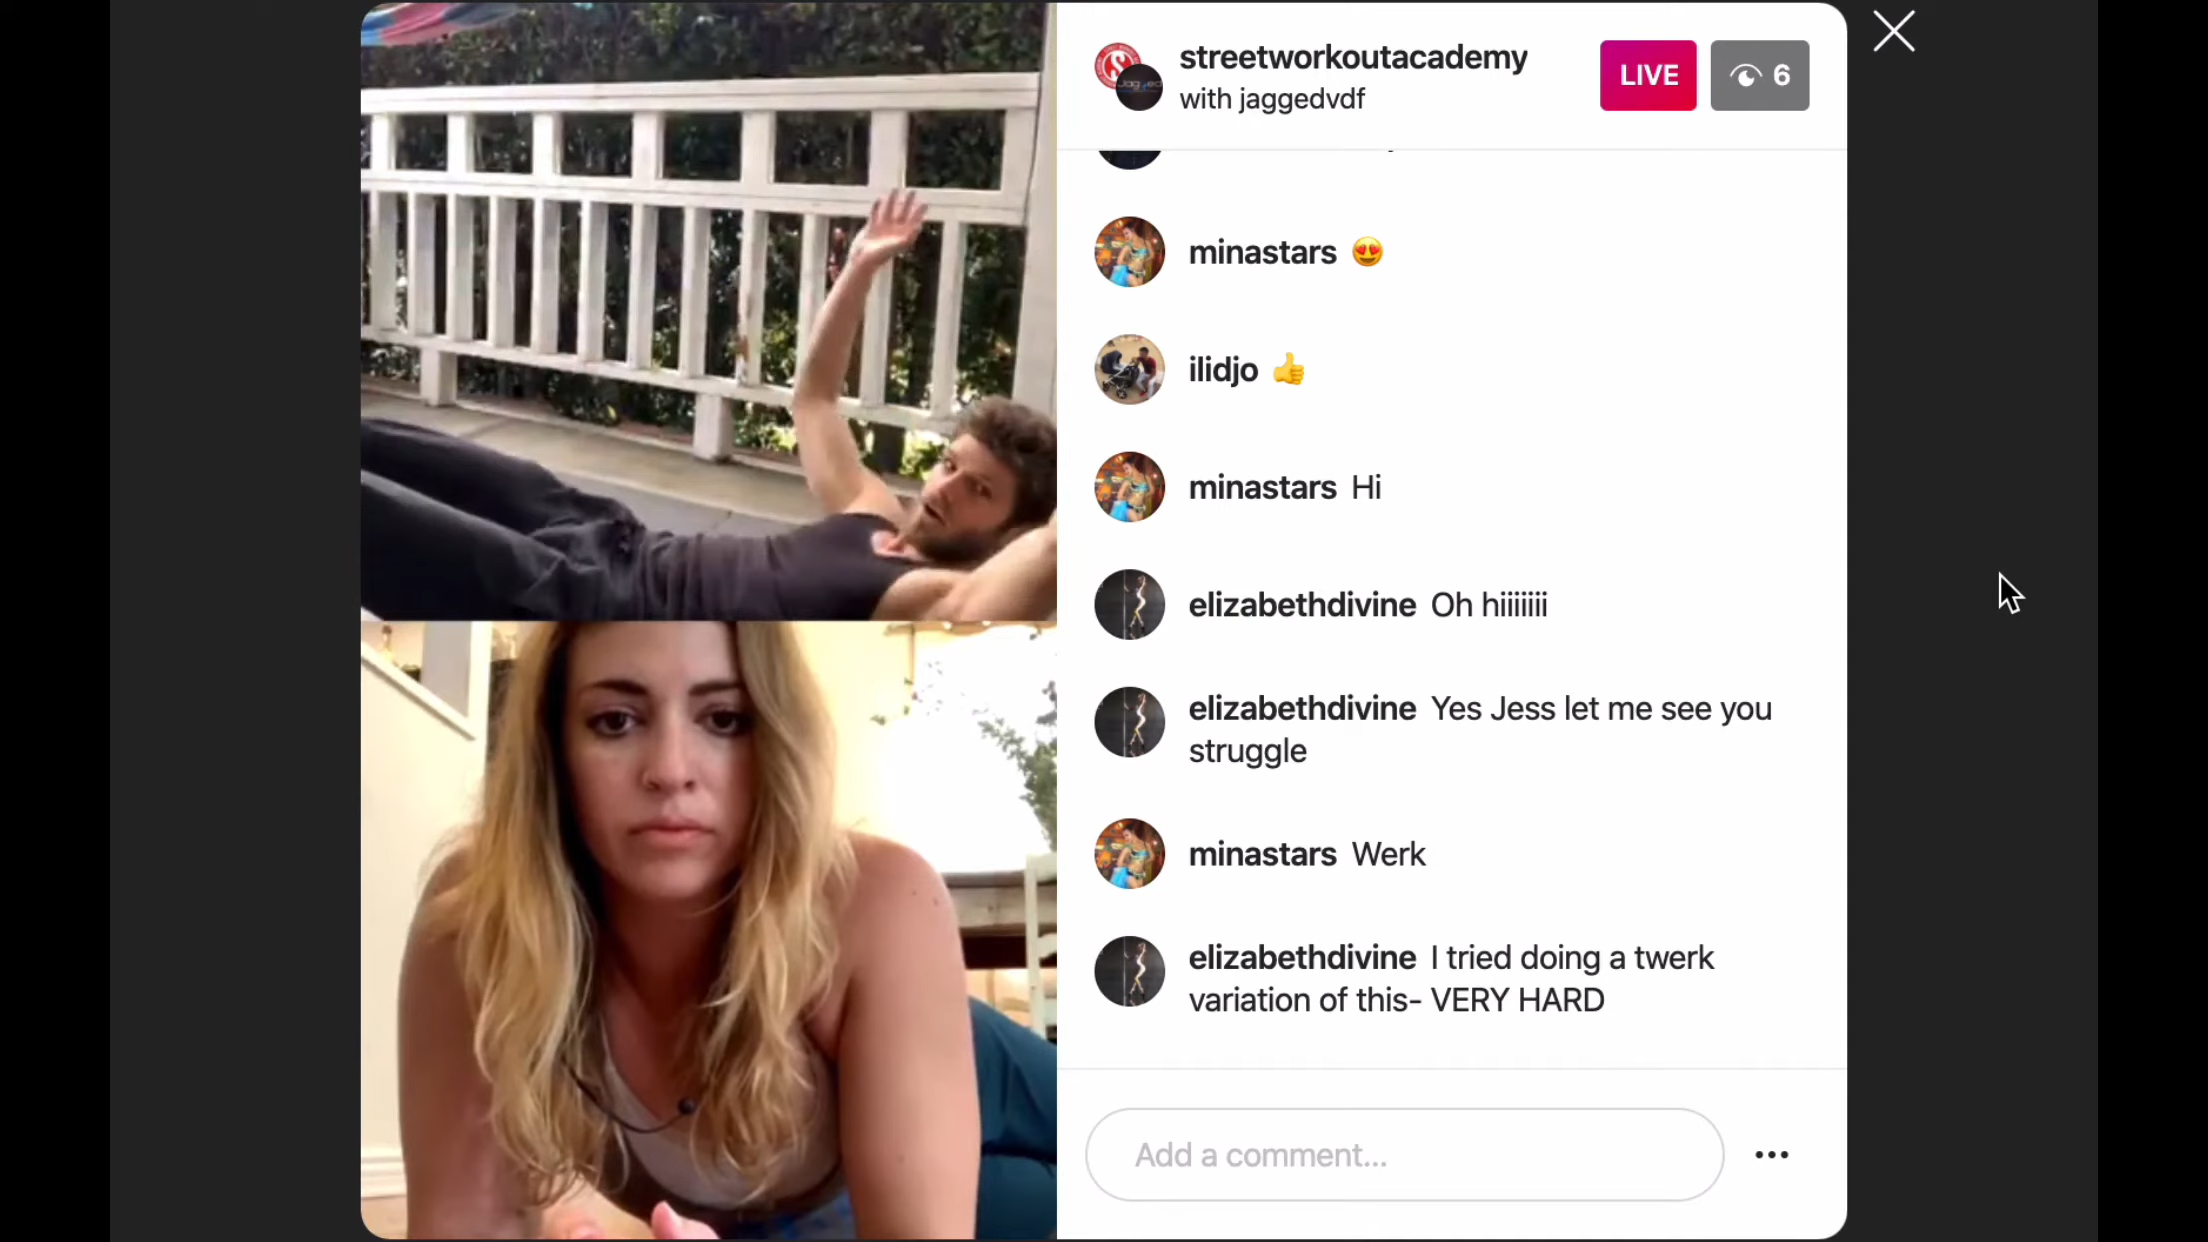 streetworkoutacademy
with jaggedvdf
LIVE
6
minastars 😍
ilidjo 👍
minastars Hi
elizabethdivine Oh hiiiiiii
elizabethdivine Yes Jess let me see you
struggle
minastars Werk
elizabethdivine I tried doing a twerk
variation of this- VERY HARD
Add a comment...